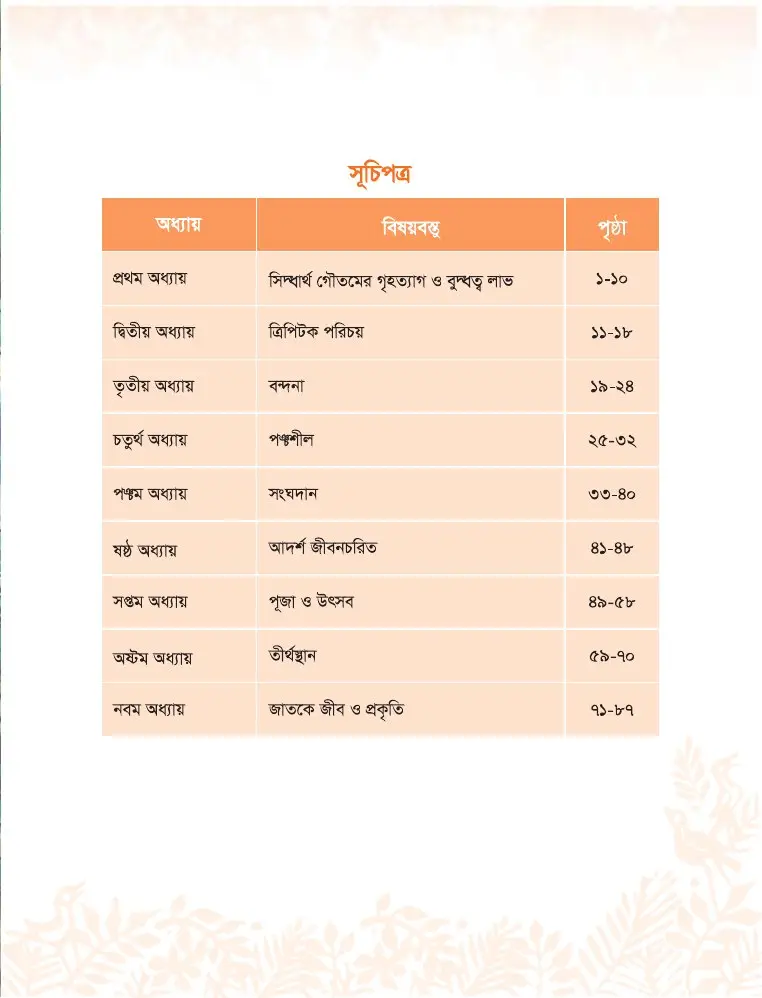 সূচিপত্র
অধ্যায় বিষয়বস্তু পৃষ্ঠা
প্রথম অধ্যায় সিদ্ধার্থ গৌতমের গৃহত্যাগ ও বুদ্ধত্ব লাভ ১-১০
দ্বিতীয় অধ্যায় ত্রিপিটক পরিচয় ১১-১৮
তৃতীয় অধ্যায় বন্দনা ১৯-২৪
চতুর্থ অধ্যায় পঞ্চশীল ২৫-৩২
পঞ্চম অধ্যায় সংঘদান ৩৩-৪০
ষষ্ঠ অধ্যায় আদর্শ জীবনচরিত ৪১-৪৮
সপ্তম অধ্যায় পূজা ও উৎসব ৪৯-৫৮
অষ্টম অধ্যায় তীর্থস্থান ৫৯-৭০
নবম অধ্যায় জাতকে জীব ও প্রকৃতি ৭১-৮৭